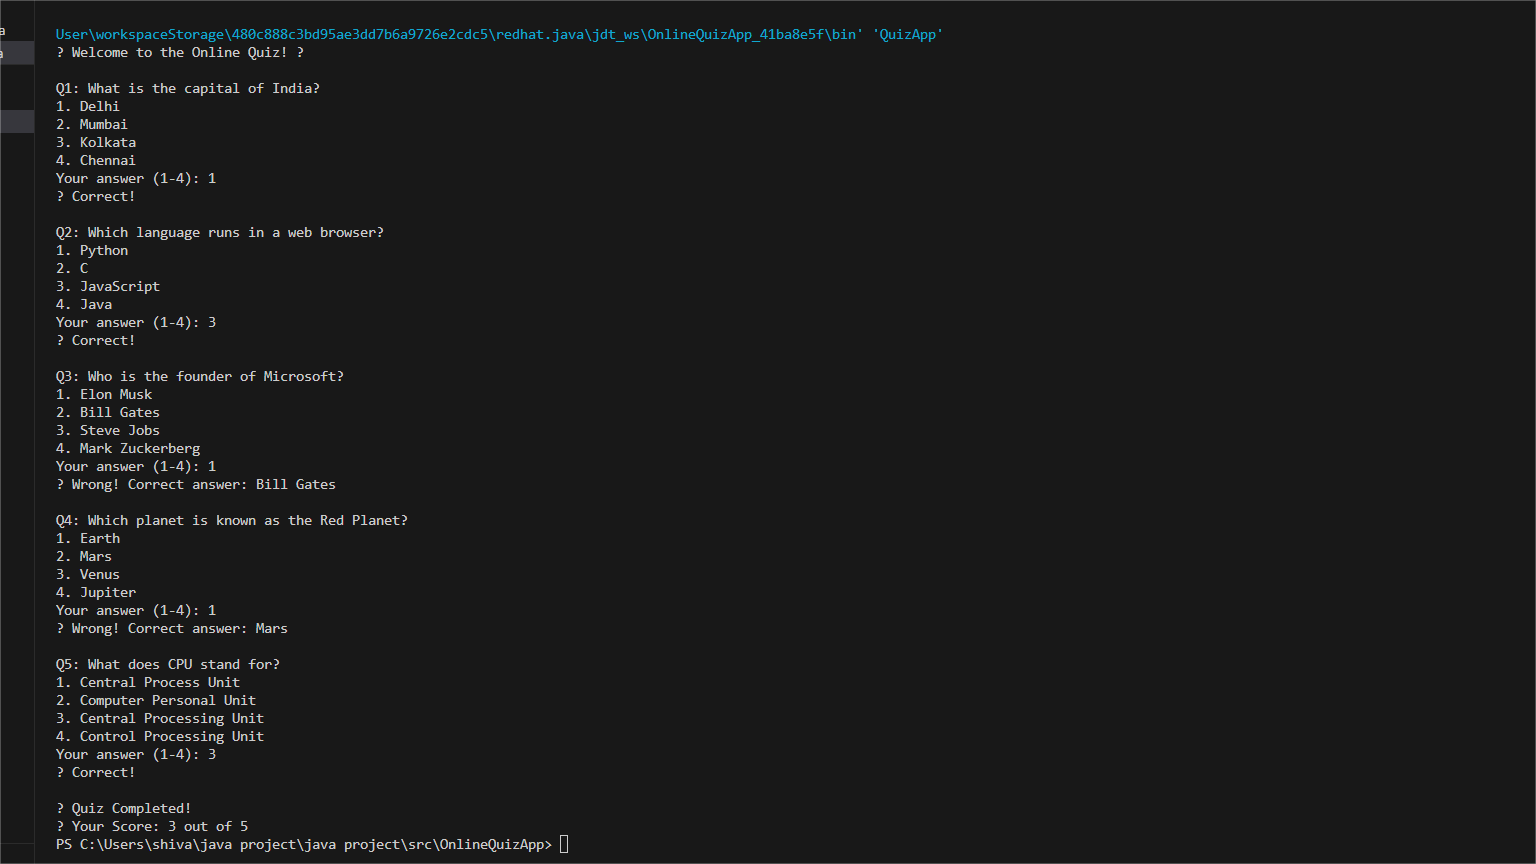 a
a
User\workspaceStorage\480c888c3bd95ae3dd7b6a9726e2cdc5\redhat.java\jdt_ws\OnlineQuizApp_41ba8e5f\bin' 'QuizApp'
? Welcome to the Online Quiz! ?
Q1: What is the capital of India?
1. Delhi
2. Mumbai
3. Kolkata
4. Chennai
Your answer (1-4): 1
? Correct!
Q2: Which language runs in a web browser?
1. Python
2. C
3. JavaScript
4. Java
Your answer (1-4): 3
? Correct!
Q3: Who is the founder of Microsoft?
1. Elon Musk
2. Bill Gates
3. Steve Jobs
4. Mark Zuckerberg
Your answer (1-4): 1
? Wrong! Correct answer: Bill Gates
Q4: Which planet is known as the Red Planet?
1. Earth
2. Mars
3. Venus
4. Jupiter
Your answer (1-4): 1
? Wrong! Correct answer: Mars
Q5: What does CPU stand for?
1. Central Process Unit
2. Computer Personal Unit
3. Central Processing Unit
4. Control Processing Unit
Your answer (1-4): 3
? Correct!
? Quiz Completed!
? Your Score: 3 out of 5
PS C:\Users\shiva\java project\java project\src\OnlineQuizApp>